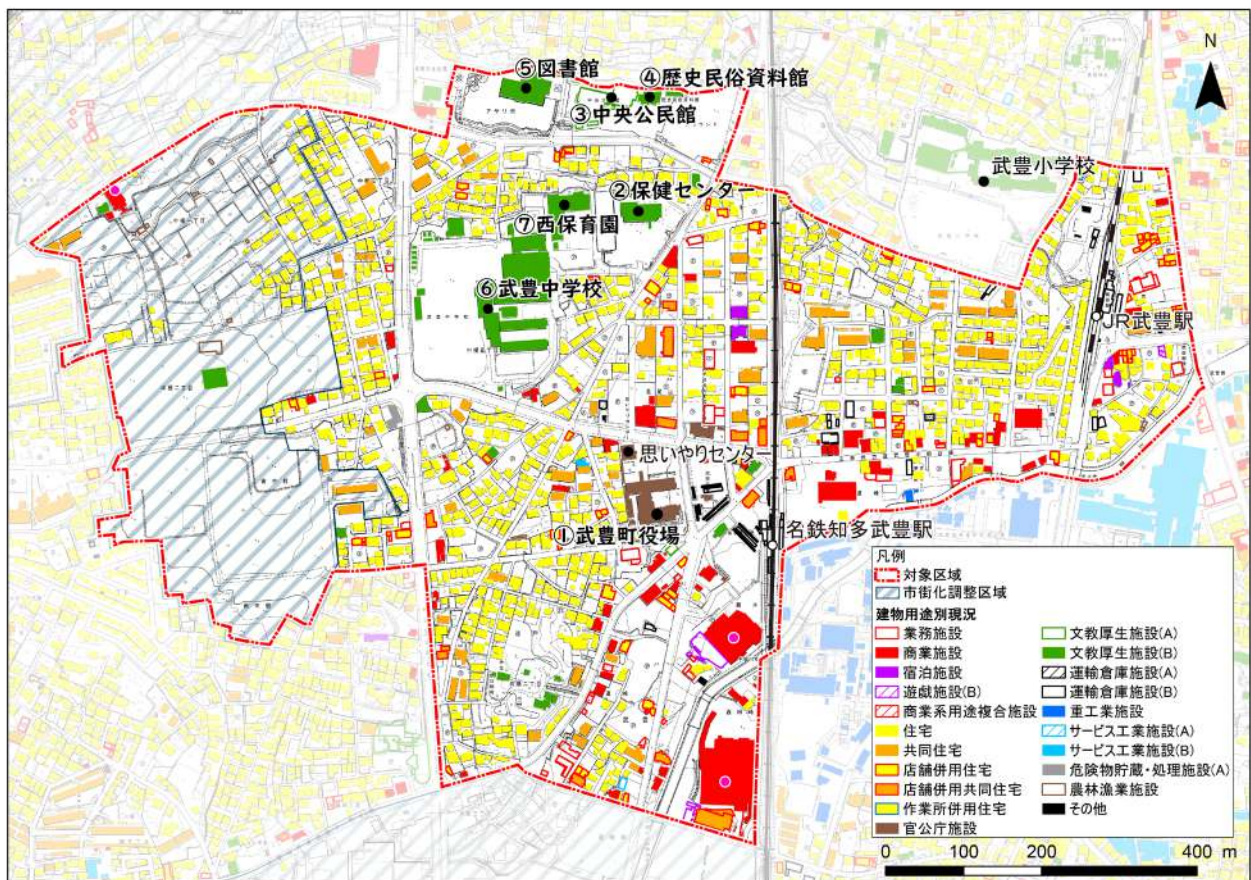 N
⑤図書館
④歴史民俗資料館
③中央公民館
武豊小学校
②保健センター
⑦西保育園
⑥武豊中学校
JR武豊駅
思いやりセンター
①武豊町役場
名鉄知多武豊駅
凡例
対象区域
市街化調整区域
建物用途別現況
業務施設
商業施設
宿泊施設
遊戯施設(B)
商業系用途複合施設
住宅
共同住宅
店舗併用住宅
店舗併用共同住宅
作業所併用住宅
官公庁施設
文教厚生施設(A)
文教厚生施設(B)
運輸倉庫施設(A)
運輸倉庫施設(B)
重工業施設
サービス工業施設(A)
サービス工業施設(B)
危険物貯蔵・処理施設(A)
農林漁業施設
その他
0 100 200 400 m